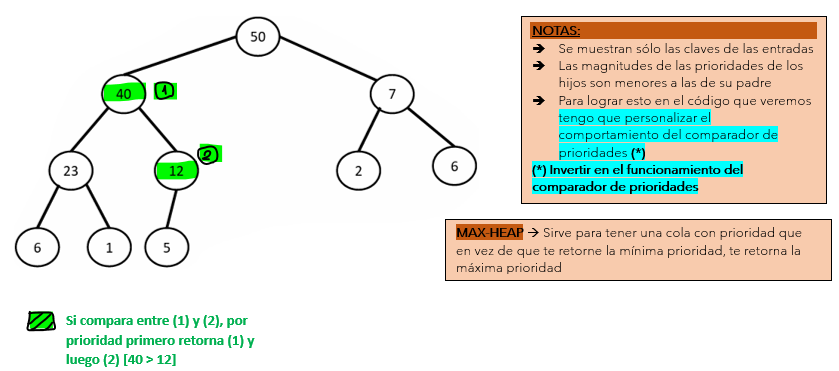 50
40
1
7
23
12
2
2
6
6
1
5
NOTAS:
➔ Se muestran sólo las claves de las entradas
➔ Las magnitudes de las prioridades de los
hijos son menores a las de su padre
➔ Para lograr esto en el código que veremos
tengo que personalizar el
comportamiento del comparador de
prioridades (*)
(*) Invertir en el funcionamiento del
comparador de prioridades
MAX-HEAP → Sirve para tener una cola con prioridad que
en vez de que te retorne la mínima prioridad, te retorna la
máxima prioridad
Si compara entre (1) y (2), por
prioridad primero retorna (1) y
luego (2) [40 > 12]